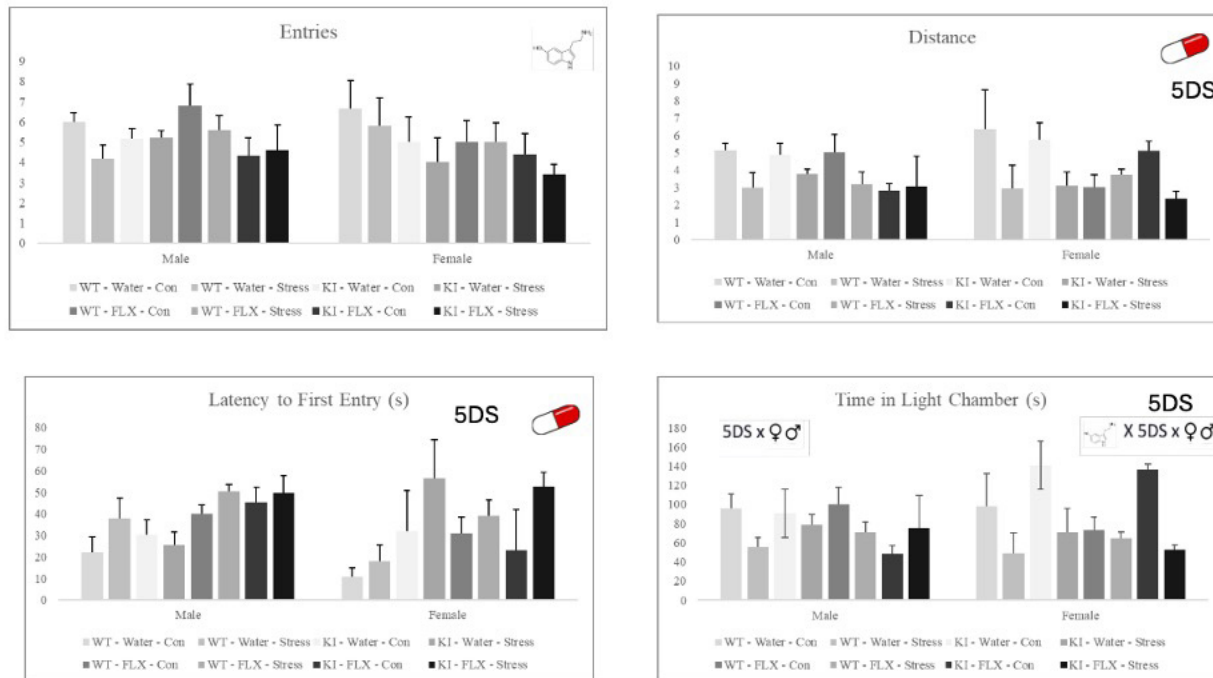 Entries
HO
NH₂
9
8
7
6
5
4
3
2
1
0
Male Female
WT - Water - Con WT - Water - Stress KI - Water - Con KI - Water - Stress
WT - FLX - Con WT - FLX - Stress KI - FLX - Con KI - FLX - Stress
Distance
5DS
10
9
8
7
6
5
4
3
2
1
0
Male Female
WT - Water - Con WT - Water - Stress KI - Water - Con KI - Water - Stress
WT - FLX - Con WT - FLX - Stress KI - FLX - Con KI - FLX - Stress
Latency to First Entry (s)
5DS
80
70
60
50
40
30
20
10
0
Male Female
WT - Water - Con WT - Water - Stress KI - Water - Con KI - Water - Stress
WT - FLX - Con WT - FLX - Stress KI - FLX - Con KI - FLX - Stress
Time in Light Chamber (s)
5DS
5DS x ♀♂
X 5DS x ♀♂
180
160
140
120
100
80
60
40
20
0
Male Female
WT - Water - Con WT - Water - Stress KI - Water - Con KI - Water - Stress
WT - FLX - Con WT - FLX - Stress KI - FLX - Con KI - FLX - Stress